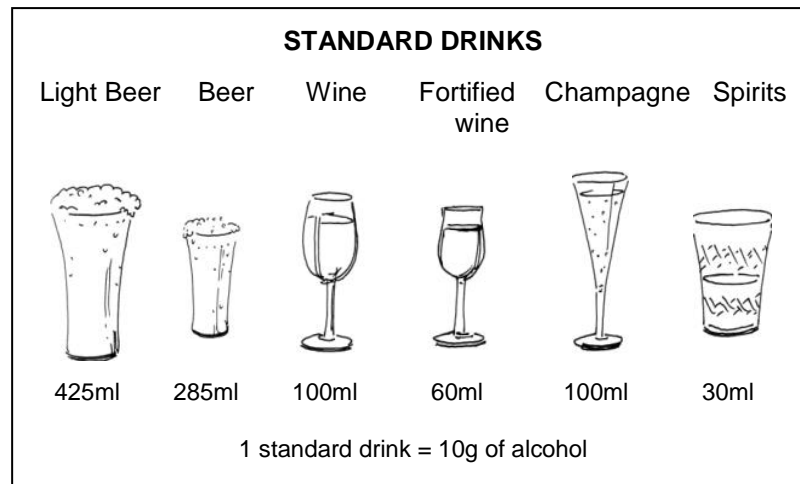 STANDARD DRINKS
Light Beer Beer Wine Fortified wine Champagne Spirits
425ml 285ml 100ml 60ml 100ml 30ml
1 standard drink = 10g of alcohol